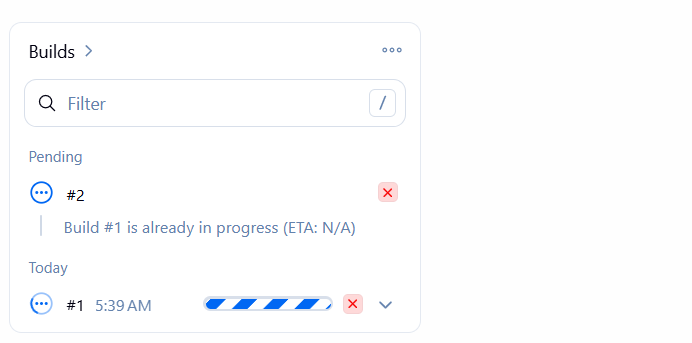 Builds
Filter /
Pending
#2
Build #1 is already in progress (ETA: N/A)
Today
#1 5:39 AM